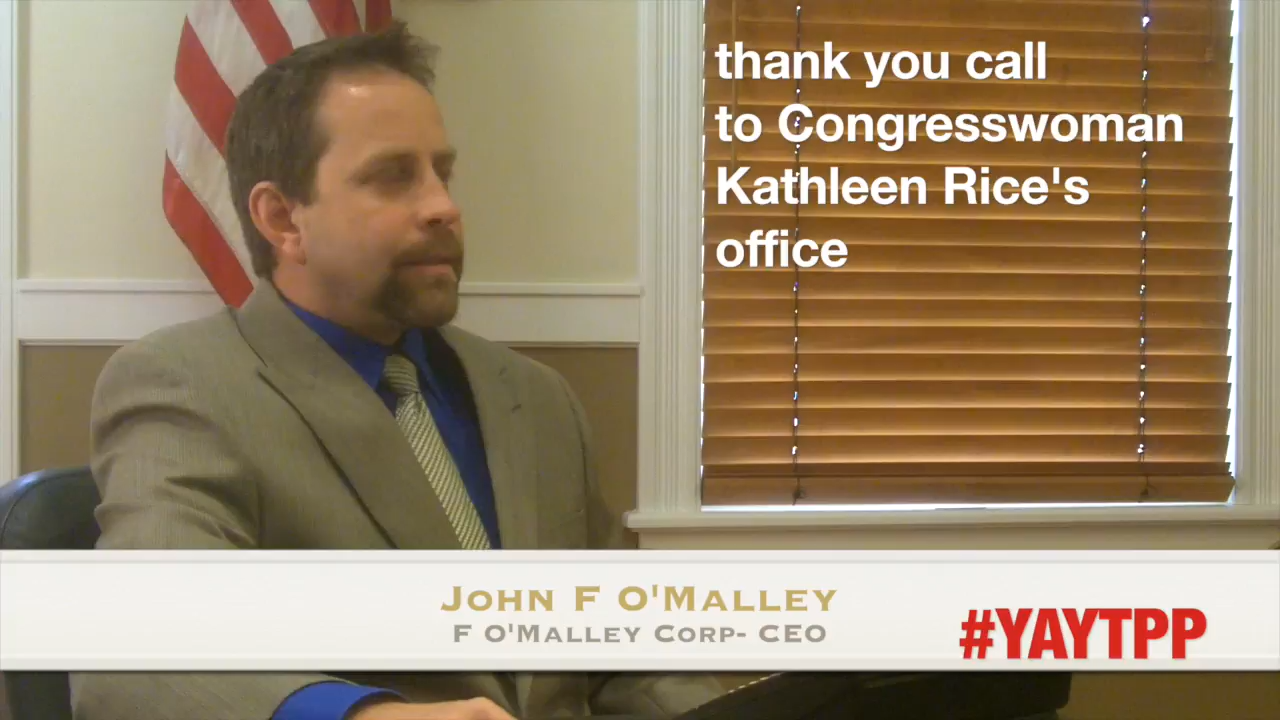 thank you call
to Congresswoman
Kathleen Rice's
office
John F O'Malley
F O'Malley Corp- CEO
#YAYTPP